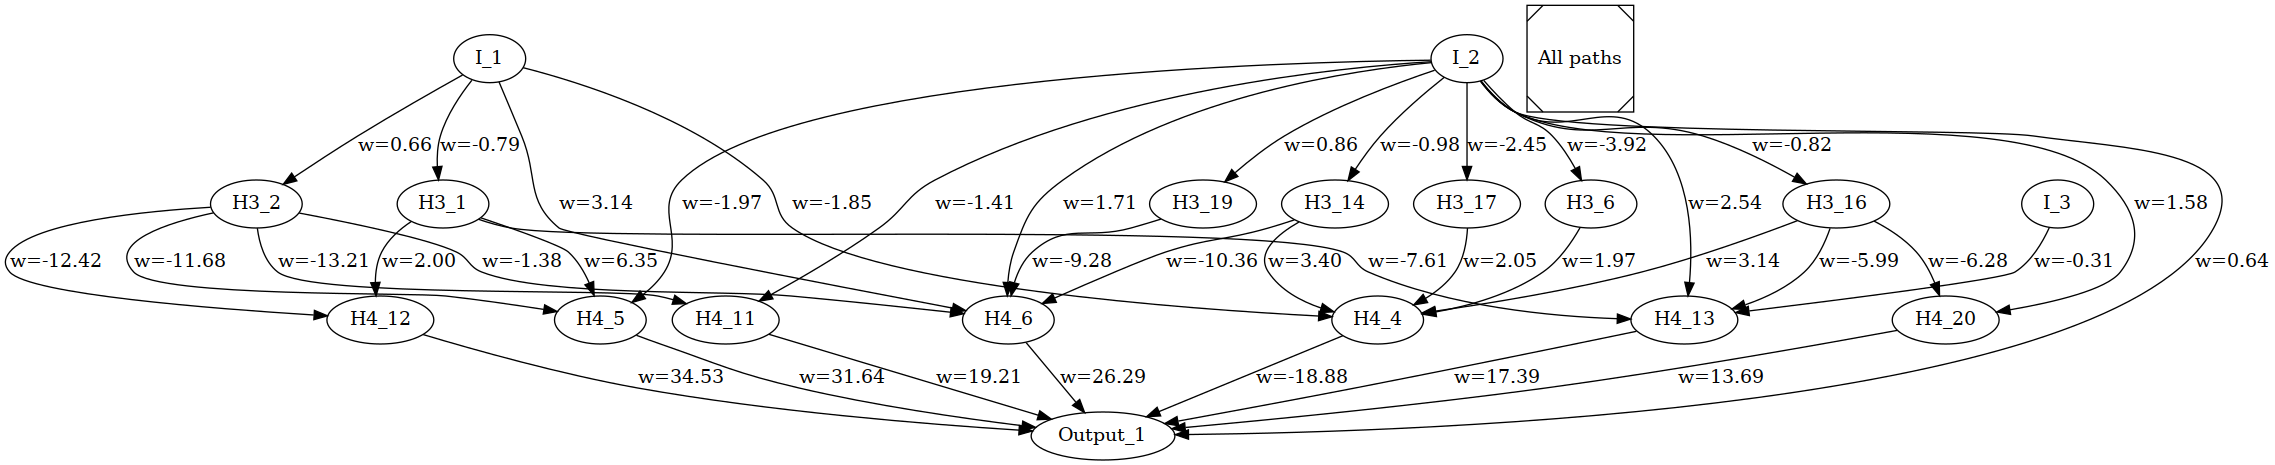 I_1
I_2
All paths
w=0.66
w=-0.79
w=0.86
w=-0.98
w=-2.45
w=-3.92
w=-0.82
H3_2
H3_1
w=3.14
w=-1.97
w=-1.85
w=-1.41
w=1.71
H3_19
H3_14
H3_17
H3_6
w=2.54
H3_16
I_3
w=1.58
w=-12.42
w=-11.68
w=-13.21
w=2.00
w=-1.38
w=6.35
w=-9.28
w=-10.36
w=3.40
w=-7.61
w=2.05
w=1.97
w=3.14
w=-5.99
w=-6.28
w=-0.31
w=0.64
H4_12
H4_5
H4_11
H4_6
H4_4
H4_13
H4_20
w=34.53
w=31.64
w=19.21
w=26.29
w=-18.88
w=17.39
w=13.69
Output_1